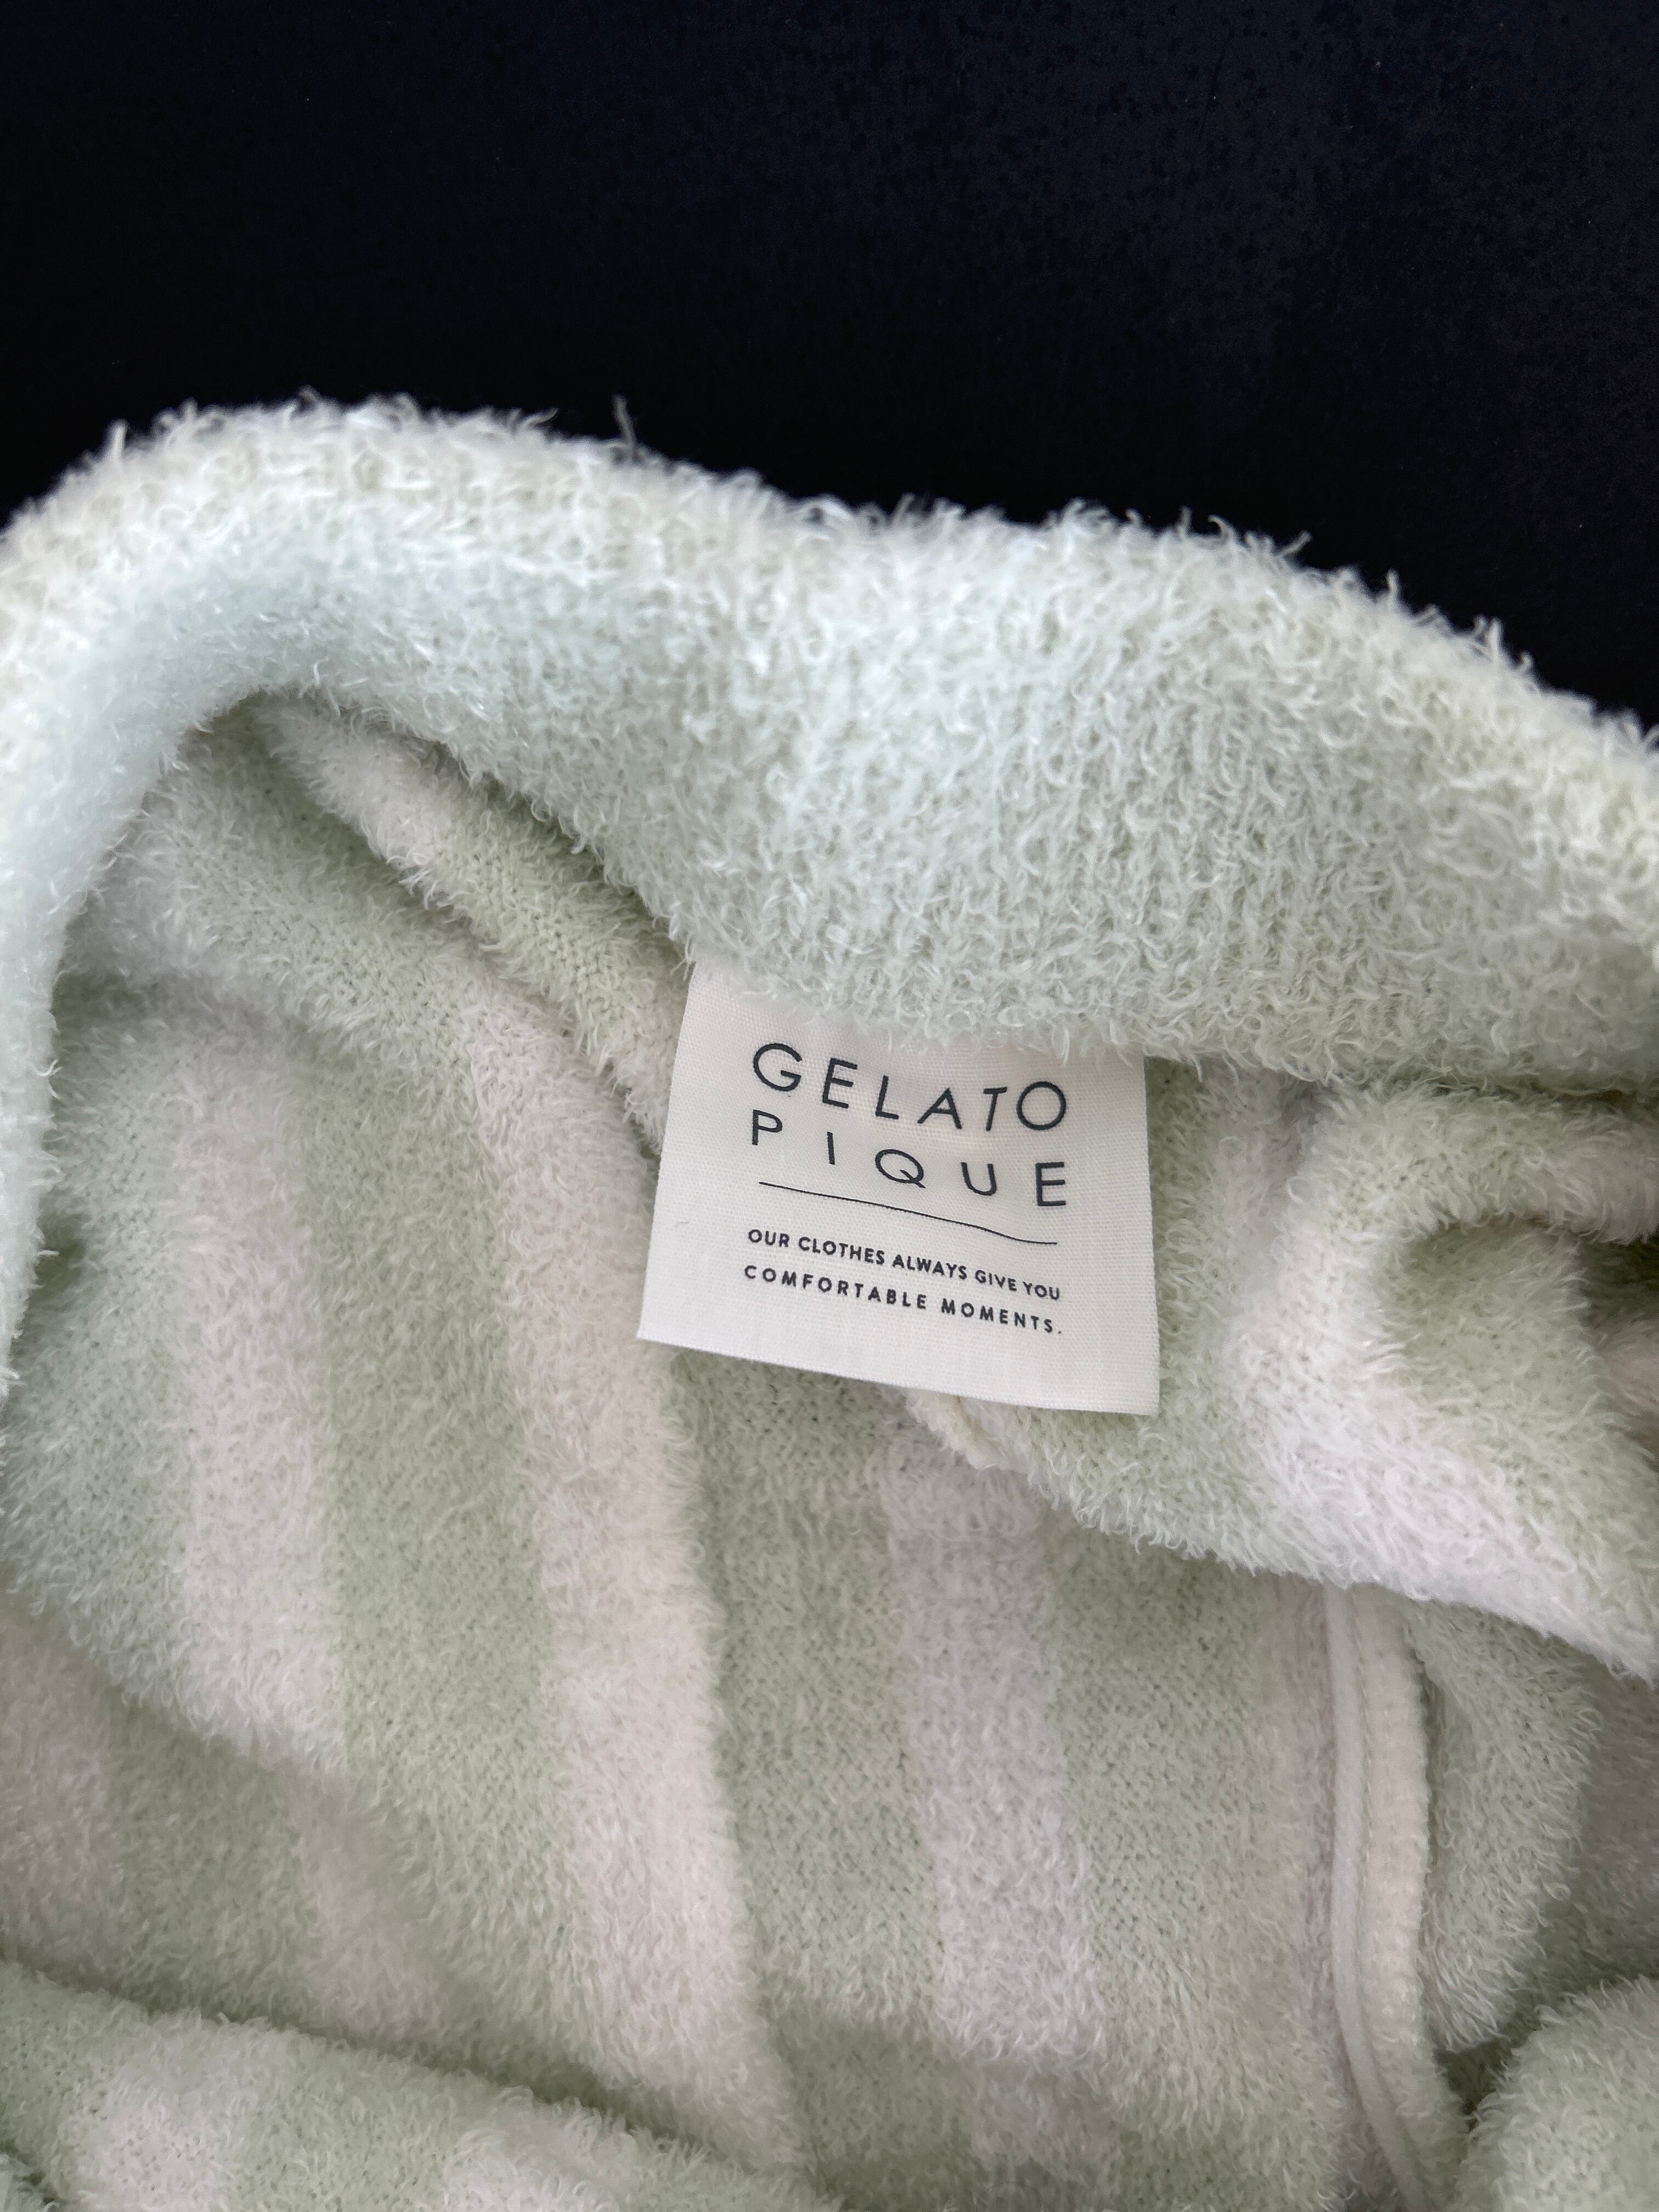 GELATO
PIQUE
OUR CLOTHES ALWAYS GIVE YOU
COMFORTABLE MOMENTS.